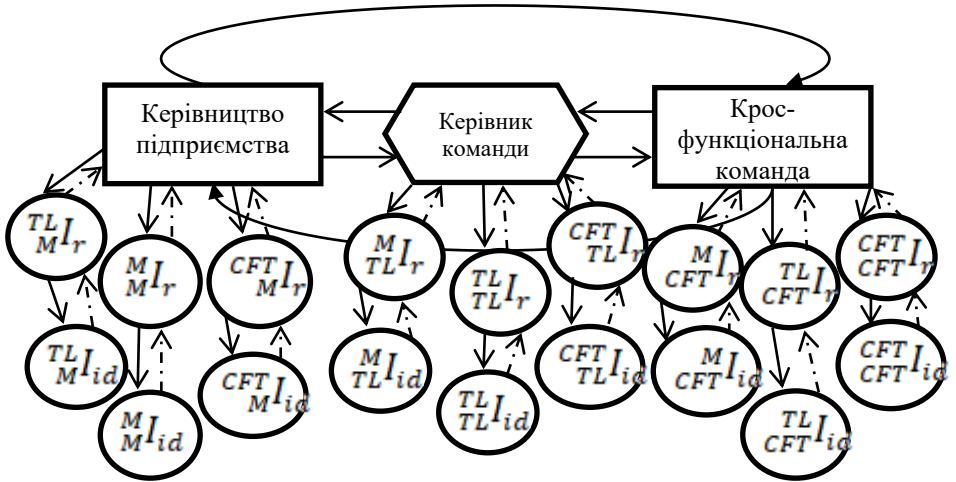 Керівництво
підприємства
Керівник
команди
Крос-
функціональна
команда
TL
M I r
M
M I r
CFT
M I r
M
TL I r
TL
TL I r
CFT
TL I r
M
CFT I r
TL
CFT I r
CFT
CFT I r
TL
M I id
M
M I id
CFT
M I id
M
TL I id
TL
TL I id
CFT
TL I id
M
CFT I id
TL
CFT I id
CFT
CFT I id